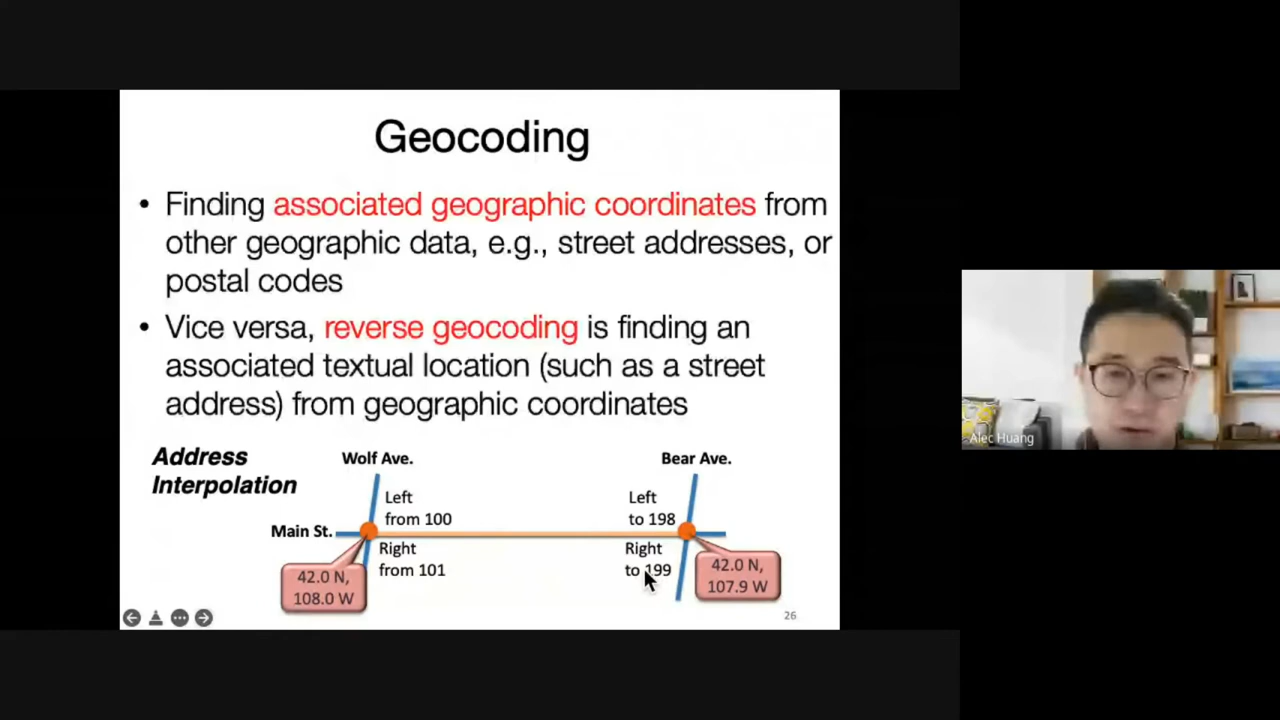 Geocoding
• Finding associated geographic coordinates from
other geographic data, e.g., street addresses, or
postal codes
• Vice versa, reverse geocoding is finding an
associated textual location (such as a street
address) from geographic coordinates
Address
Interpolation
Wolf Ave.
Bear Ave.
Left
from 100
Left
to 198
Main St.
Right
from 101
Right
to 199
42.0 N,
108.0 W
42.0 N,
107.9 W
26
Alec Huang